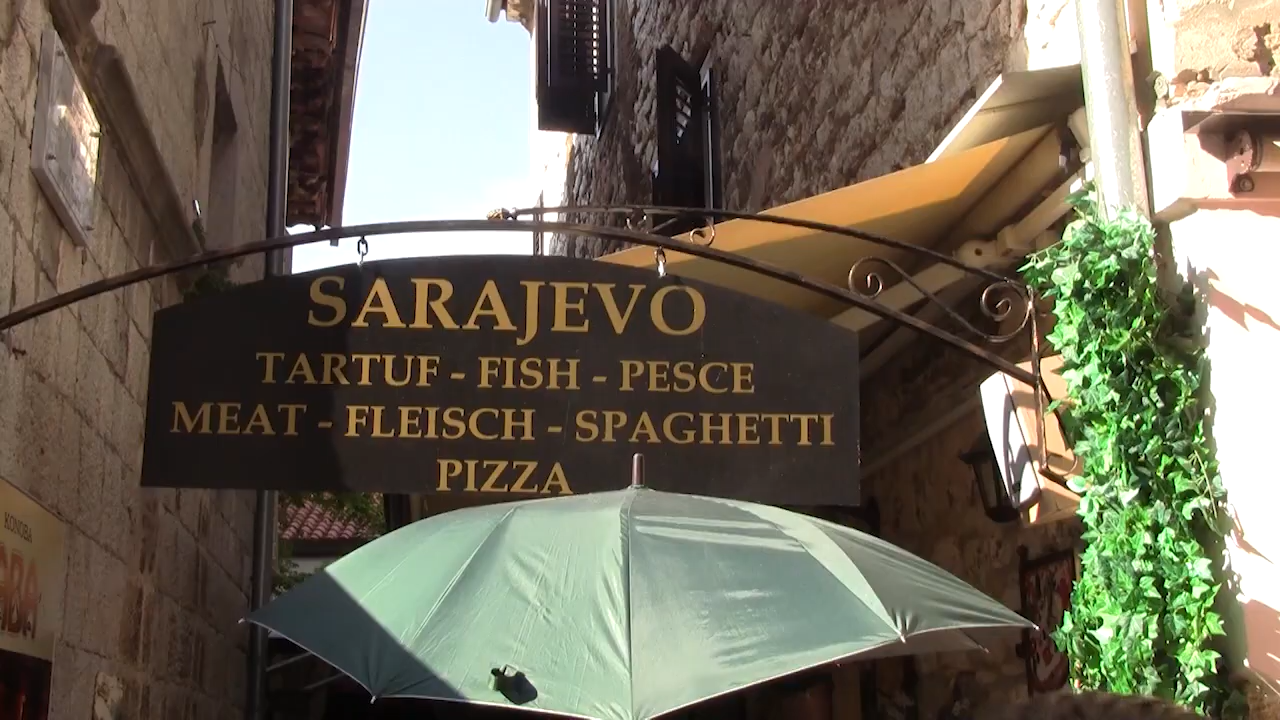 SARAJEVO
TARTUF - FISH - PESCE
MEAT - FLEISCH - SPAGHETTI
PIZZA
KONOBA